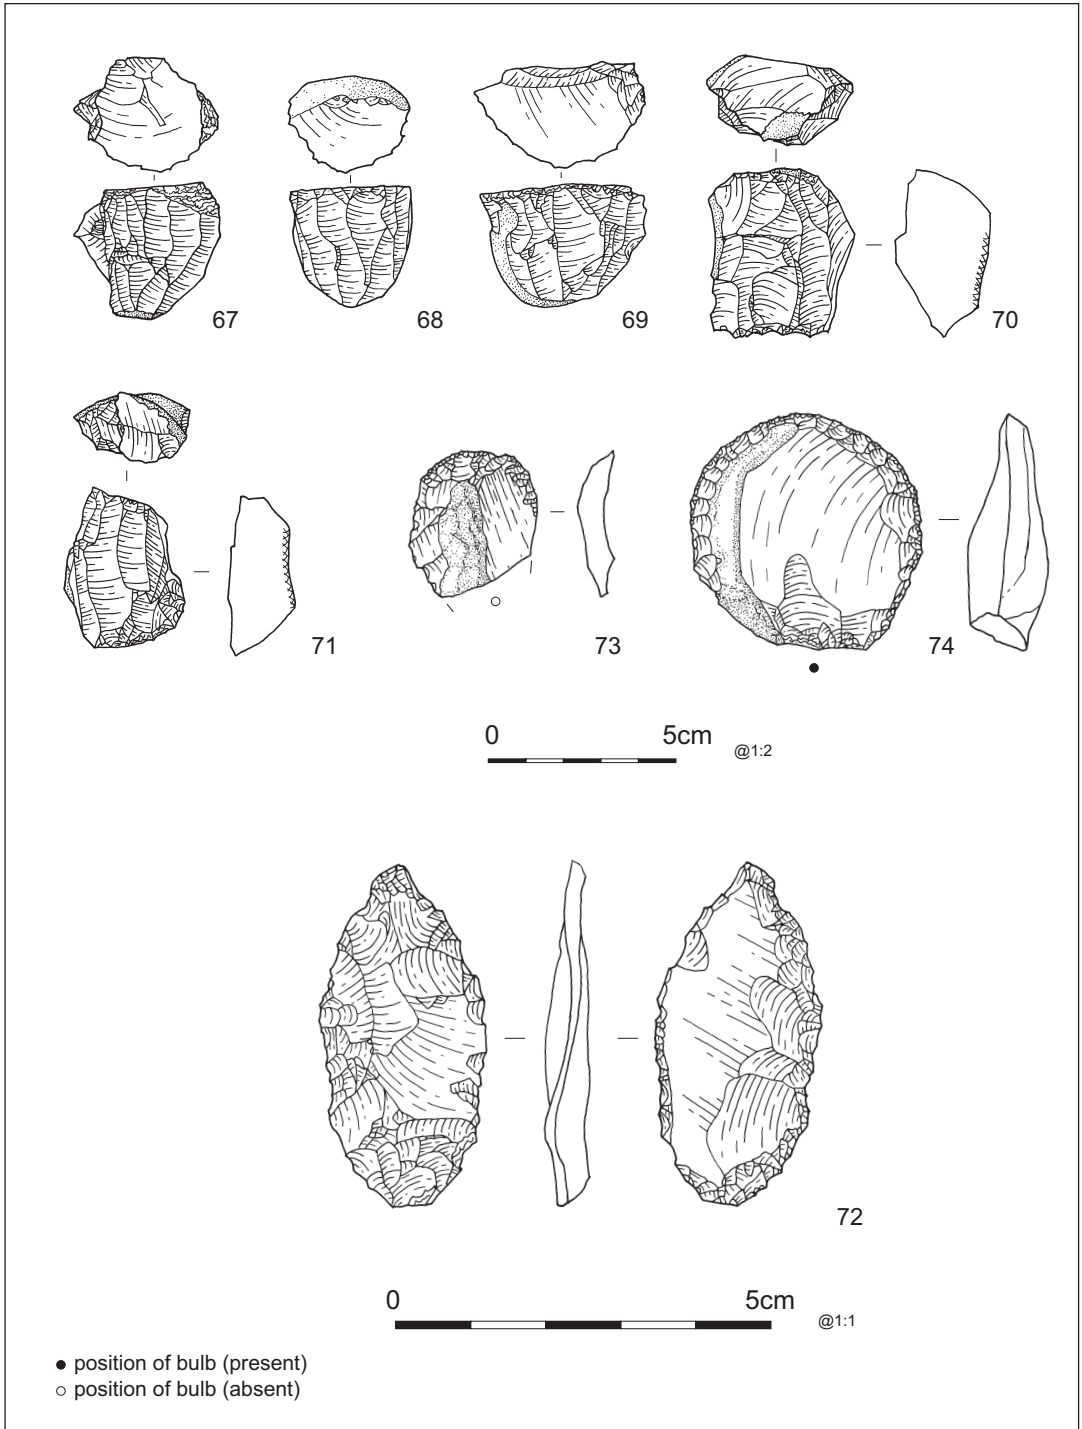 67
68
69
70
71
73
74
0 5cm @1:2
72
0 5cm @1:1
● position of bulb (present)
○ position of bulb (absent)